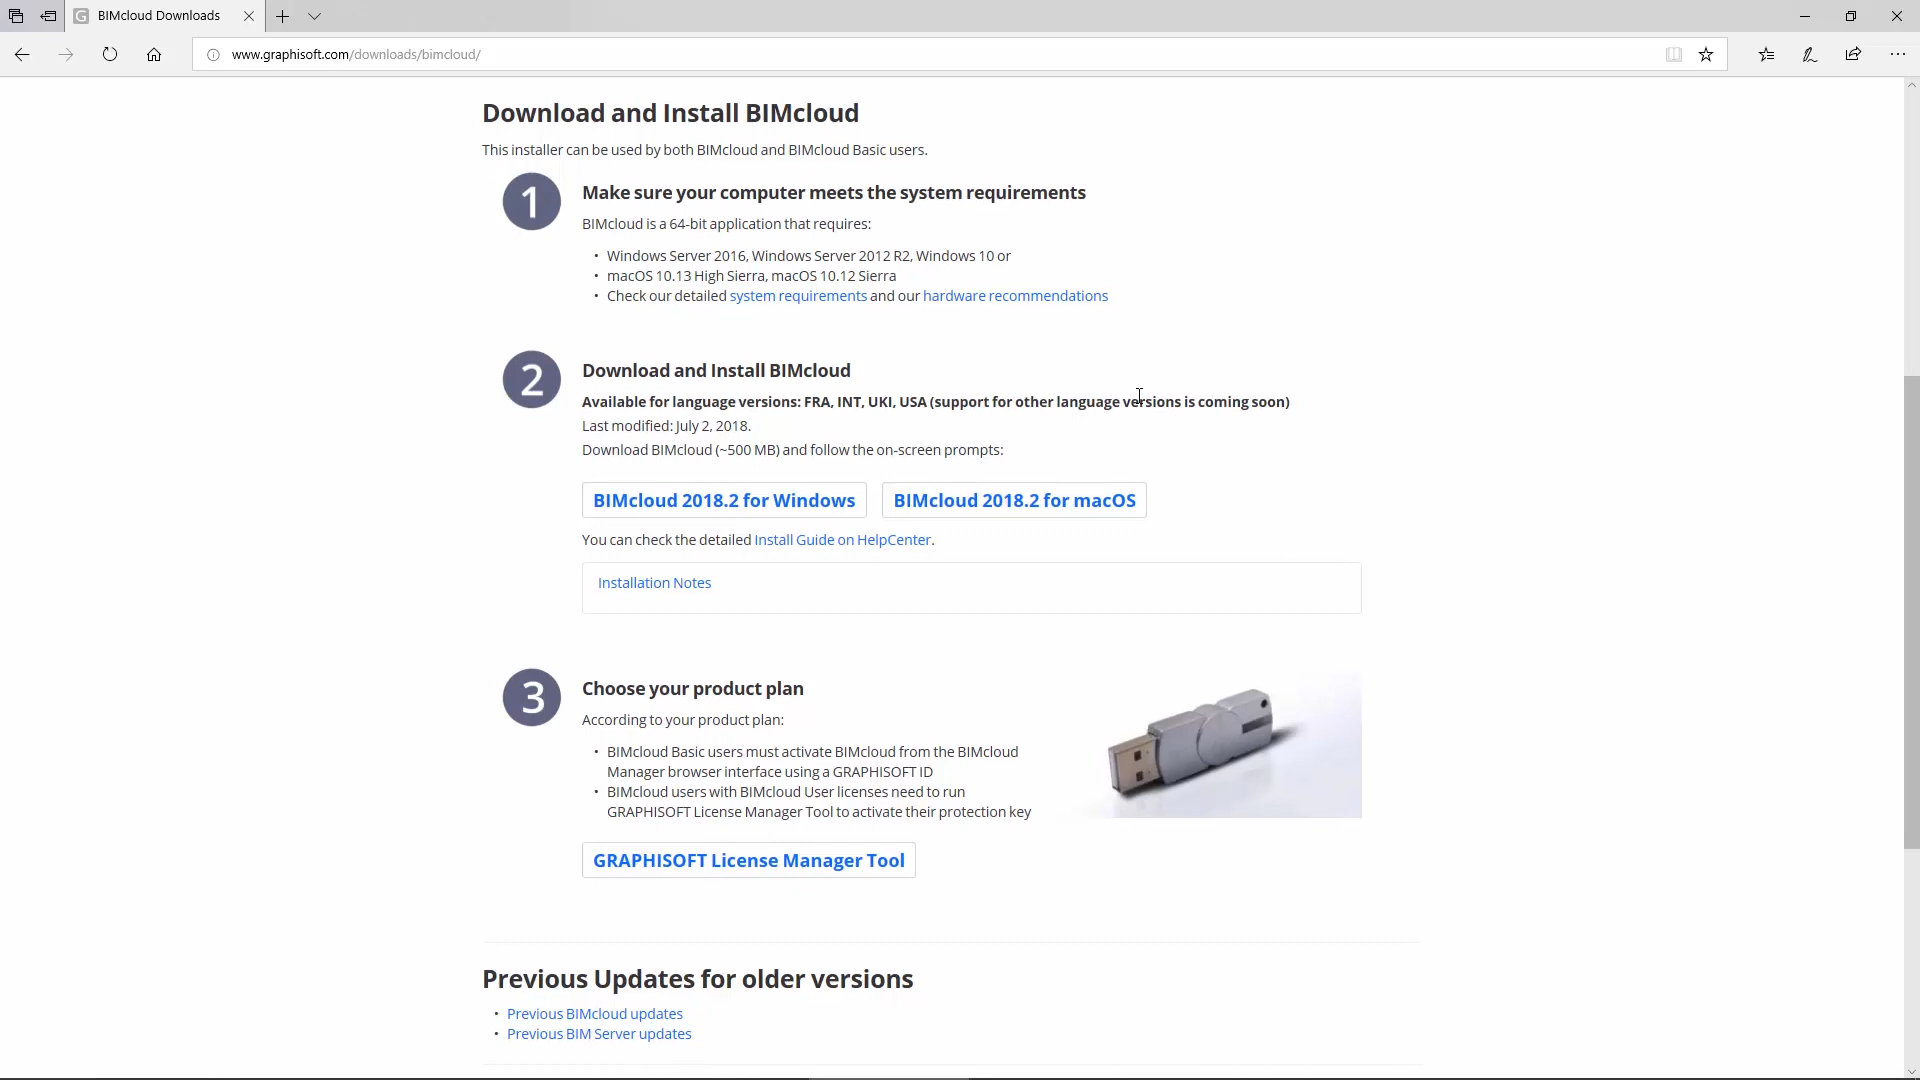 BIMcloud Downloads
www.graphisoft.com/downloads/bimcloud/
Download and Install BIMcloud
This installer can be used by both BIMcloud and BIMcloud Basic users.
1
Make sure your computer meets the system requirements
BIMcloud is a 64-bit application that requires:
• Windows Server 2016, Windows Server 2012 R2, Windows 10 or
• macOS 10.13 High Sierra, macOS 10.12 Sierra
• Check our detailed system requirements and our hardware recommendations
2
Download and Install BIMcloud
Available for language versions: FRA, INT, UKI, USA (support for other language versions is coming soon)
Last modified: July 2, 2018.
Download BIMcloud (~500 MB) and follow the on-screen prompts:
BIMcloud 2018.2 for Windows BIMcloud 2018.2 for macOS
You can check the detailed Install Guide on HelpCenter.
Installation Notes
3
Choose your product plan
According to your product plan:
• BIMcloud Basic users must activate BIMcloud from the BIMcloud
Manager browser interface using a GRAPHISOFT ID
• BIMcloud users with BIMcloud User licenses need to run
GRAPHISOFT License Manager Tool to activate their protection key
GRAPHISOFT License Manager Tool
Previous Updates for older versions
• Previous BIMcloud updates
• Previous BIM Server updates